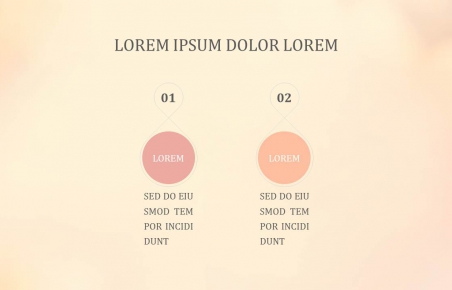 LOREM IPSUM DOLOR LOREM
01
02
LOREM
LOREM
SED DO EIU
SMOD TEM
POR INCIDI
DUNT
SED DO EIU
SMOD TEM
POR INCIDI
DUNT